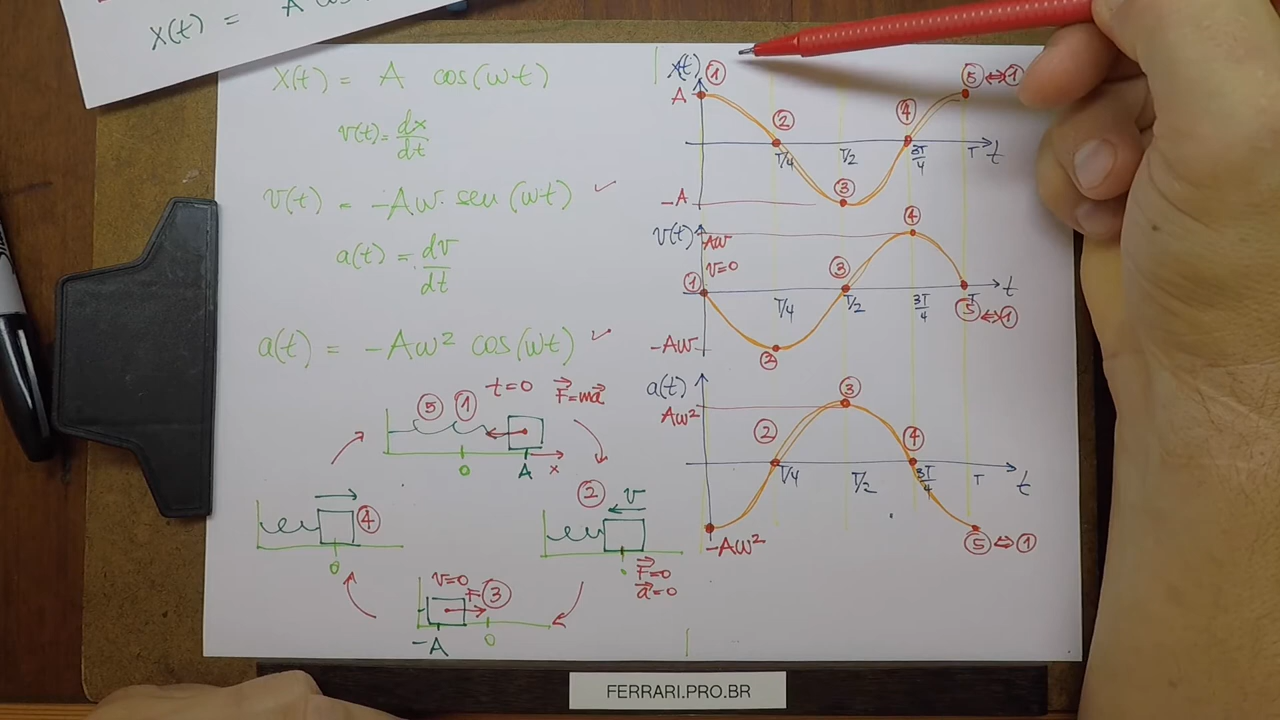 x(t) = A cos
x(t) = A cos(ωt)
v(t) = dx/dt
v(t) = -Aω. sen(ωt) ✓
a(t) = dv/dt
a(t) = -Aω² cos(ωt) ✓
t=0 F⃗=ma⃗
⑤ ①
0 A x
② v
④
0
F⃗=0
a⃗=0
v=0
F ③
-A 0
x(t) ① ⑤⇔①
A ② ④
T/4 T/2 3T/4 T t
-A ③
v(t) Aω ④
① v=0 ③
T/4 T/2 3T/4 T t
⑤⇔①
-Aω ②
a(t) ③
Aω² ② ④
T/4 T/2 3T/4 T t
-Aω² ⑤⇔①
FERRARI.PRO.BR